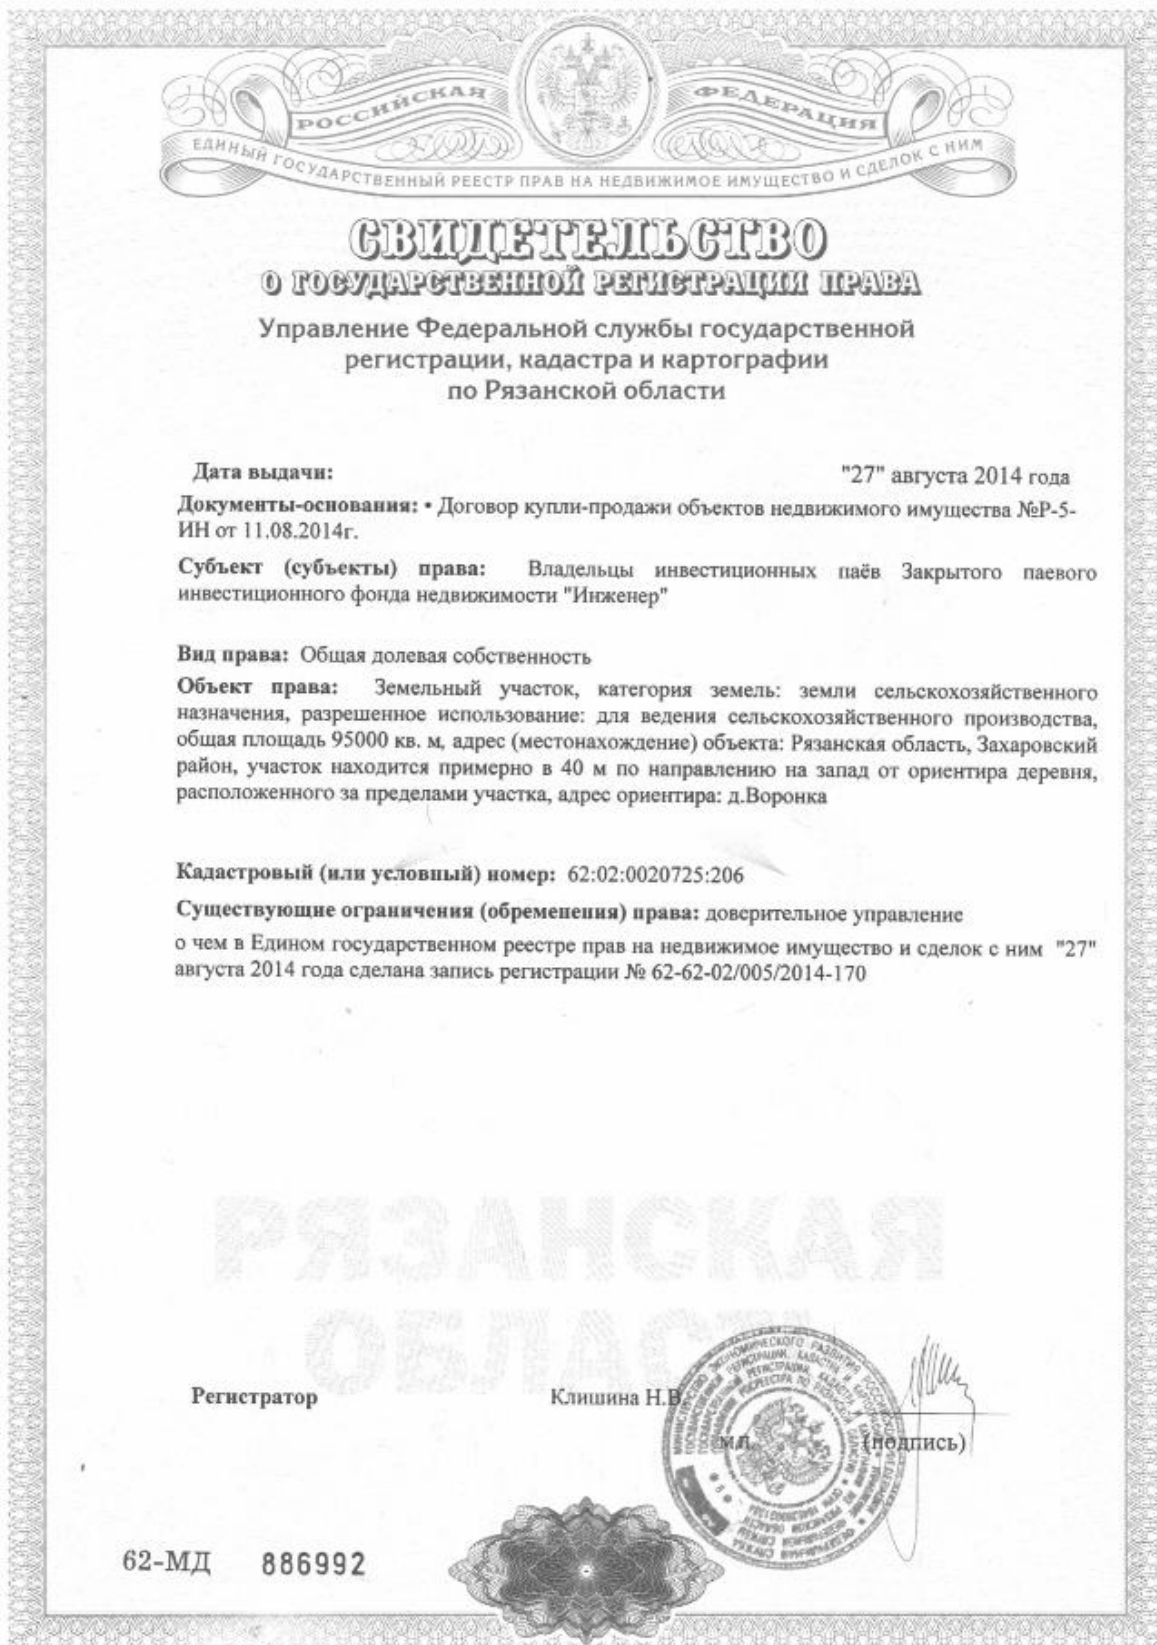 РОССИЙСКАЯ ФЕДЕРАЦИЯ
ЕДИНЫЙ ГОСУДАРСТВЕННЫЙ РЕЕСТР ПРАВ НА НЕДВИЖИМОЕ ИМУЩЕСТВО И СДЕЛОК С НИМ
СВИДЕТЕЛЬСТВО
О ГОСУДАРСТВЕННОЙ РЕГИСТРАЦИИ ПРАВА
Управление Федеральной службы государственной
регистрации, кадастра и картографии
по Рязанской области
Дата выдачи: "27" августа 2014 года
Документы-основания: • Договор купли-продажи объектов недвижимого имущества №Р-5-
ИН от 11.08.2014г.
Субъект (субъекты) права: Владельцы инвестиционных паёв Закрытого паевого
инвестиционного фонда недвижимости "Инженер"
Вид права: Общая долевая собственность
Объект права: Земельный участок, категория земель: земли сельскохозяйственного
назначения, разрешенное использование: для ведения сельскохозяйственного производства,
общая площадь 95000 кв. м, адрес (местонахождение) объекта: Рязанская область, Захаровский
район, участок находится примерно в 40 м по направлению на запад от ориентира деревня,
расположенного за пределами участка, адрес ориентира: д.Воронка
Кадастровый (или условный) номер: 62:02:0020725:206
Существующие ограничения (обременения) права: доверительное управление
о чем в Едином государственном реестре прав на недвижимое имущество и сделок с ним "27"
августа 2014 года сделана запись регистрации № 62-62-02/005/2014-170
РЯЗАНСКАЯ
ОБЛАСТЬ
Регистратор Клишина Н.В.
м.п. (подпись)
62-МД 886992